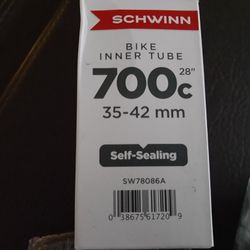 SCHWINN
BIKE
INNER TUBE
700c 28"
35-42 mm
Self-Sealing
SW78086A
0 38675 61720 9